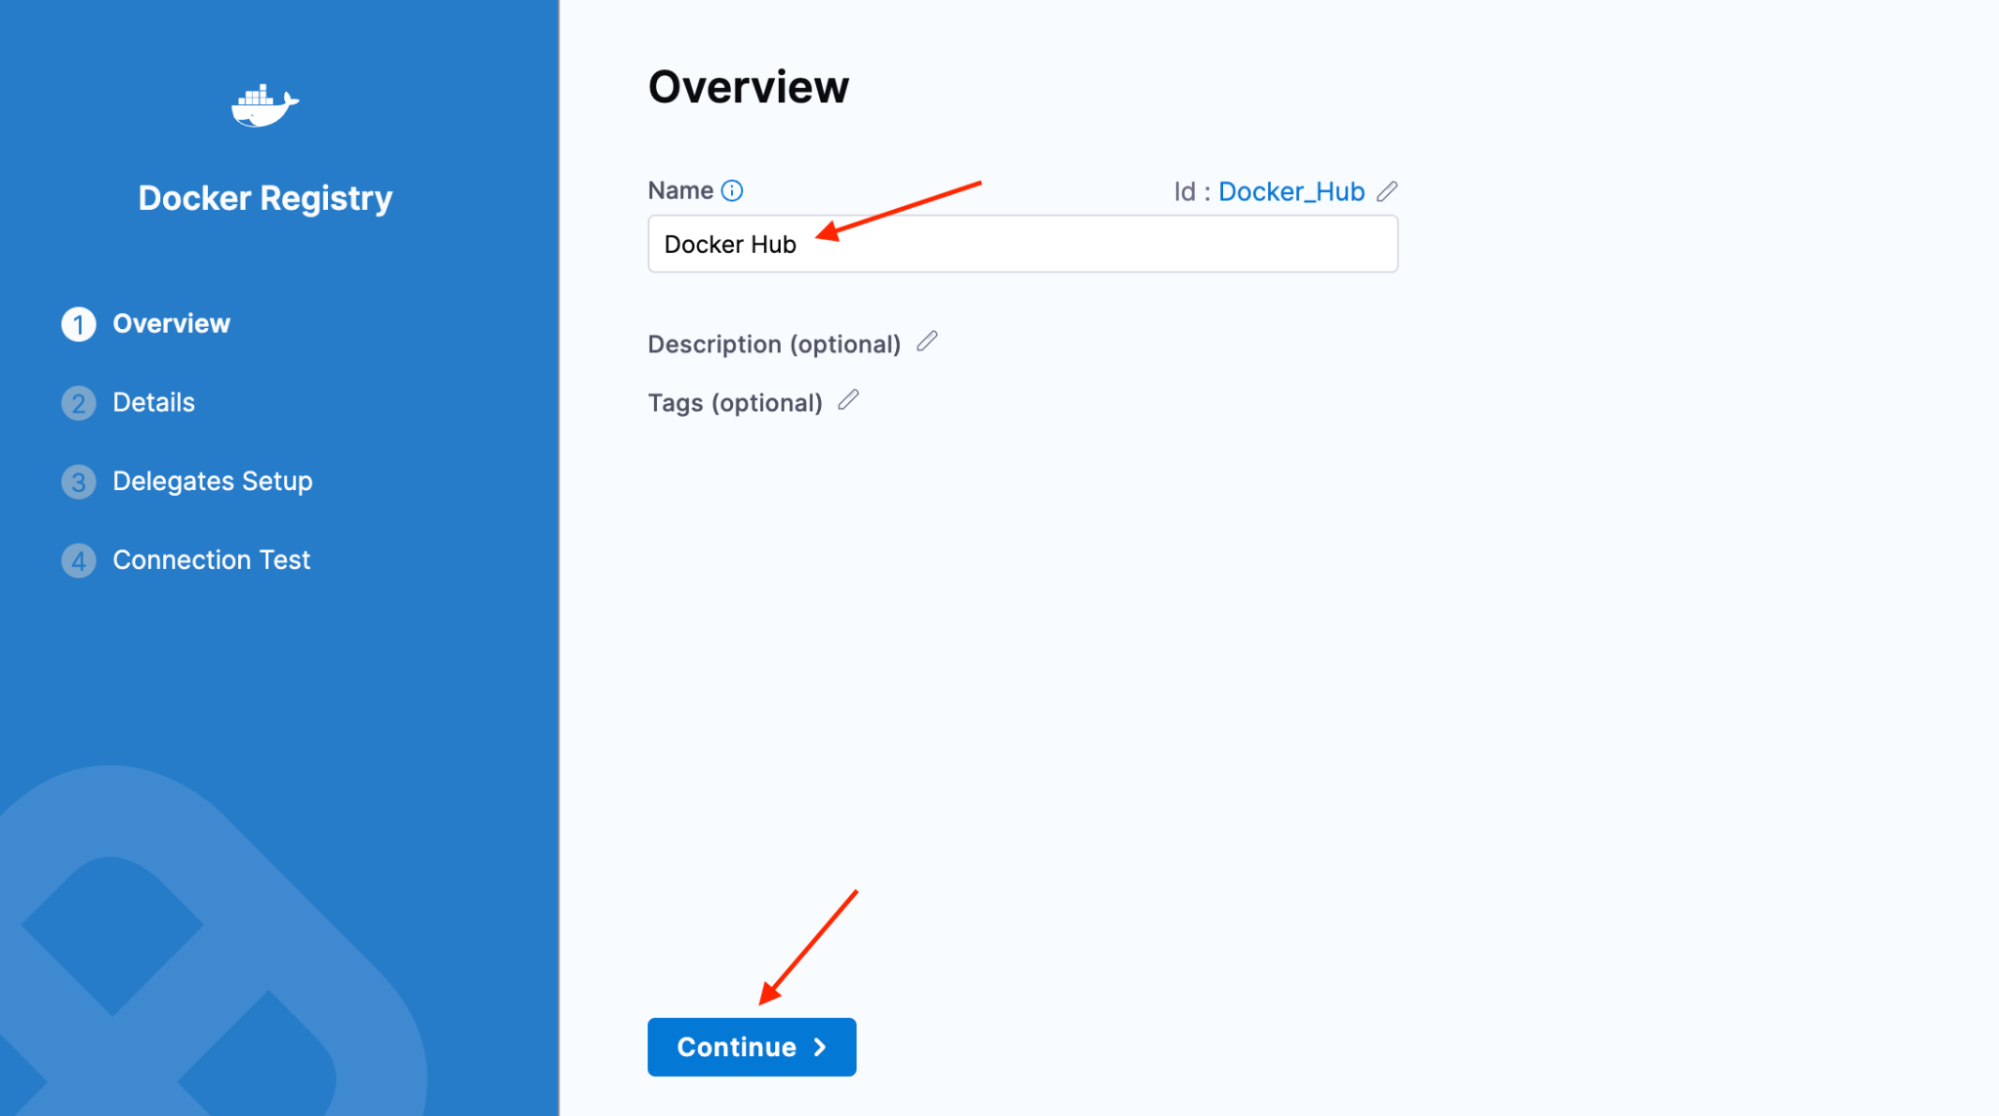 Docker Registry
1 Overview
2 Details
3 Delegates Setup
4 Connection Test
Overview
Name
Id : Docker_Hub
Docker Hub
Description (optional)
Tags (optional)
Continue